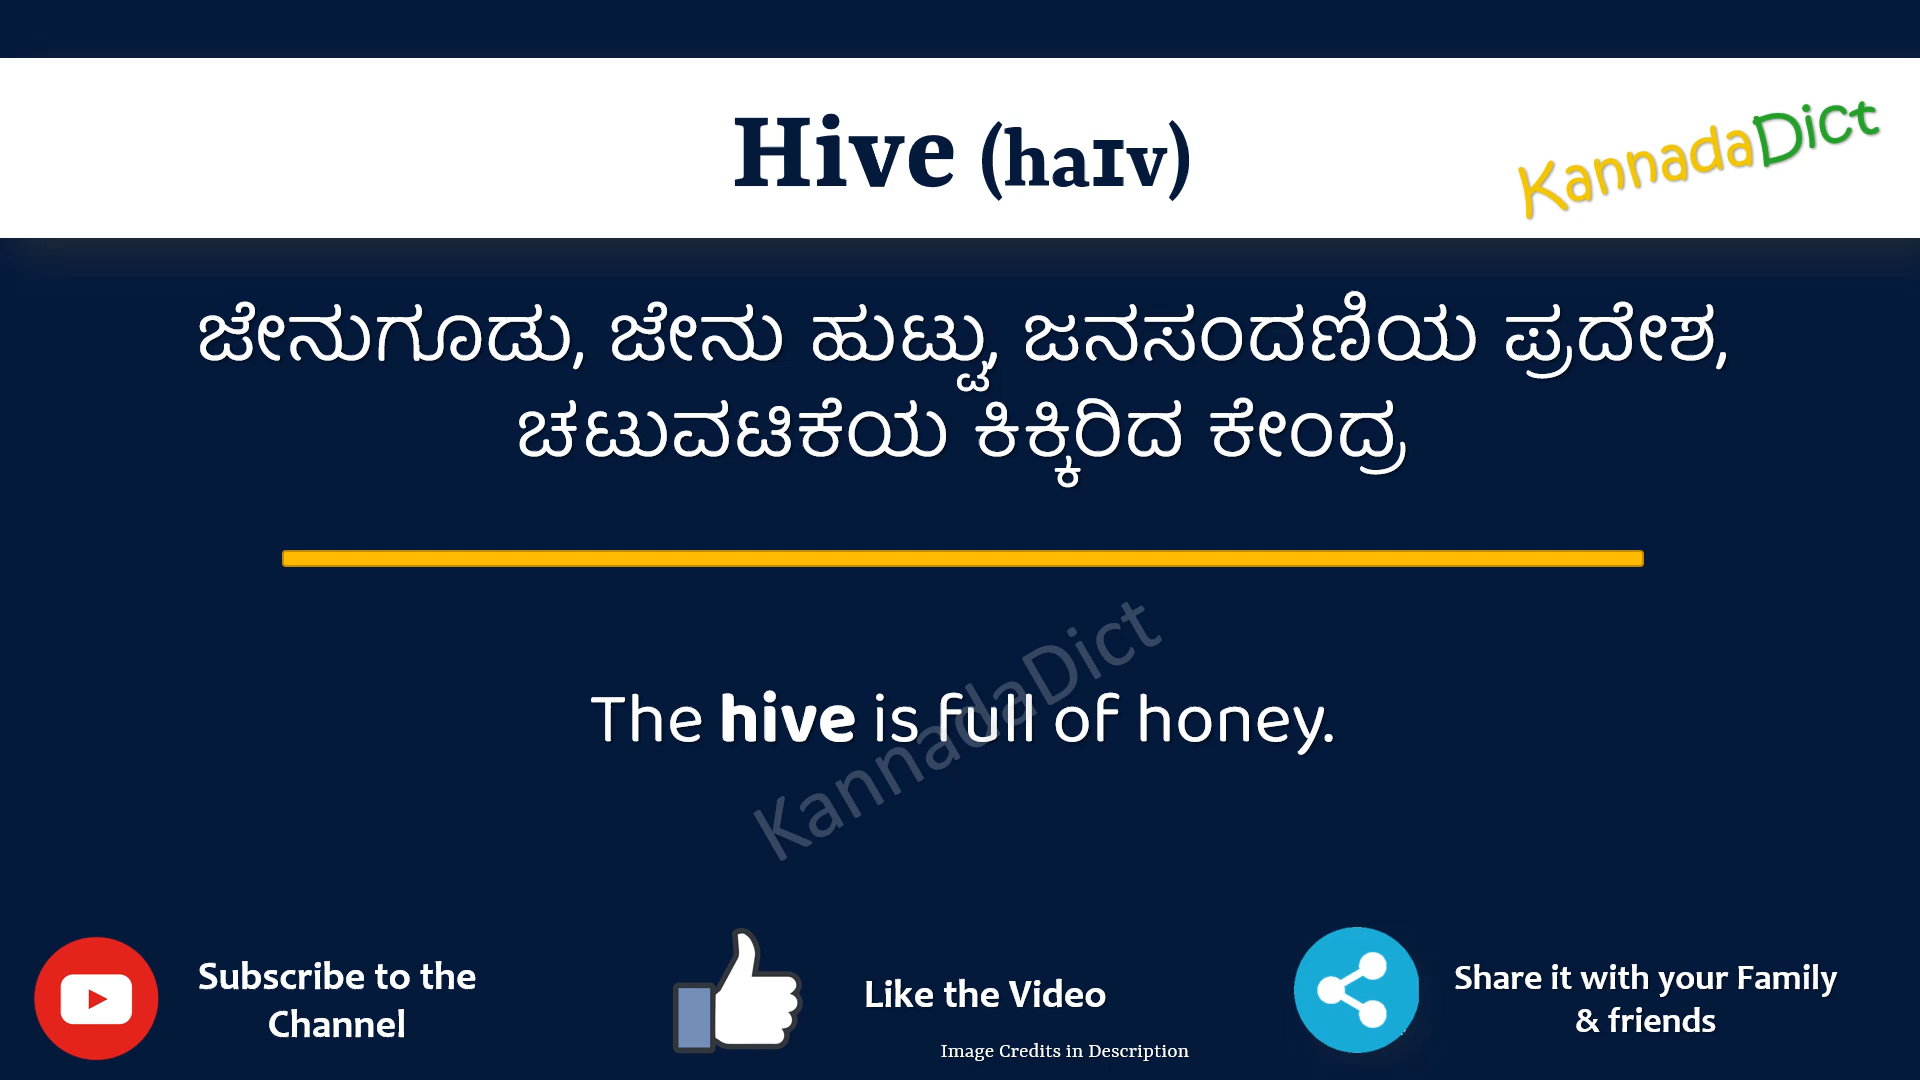 Hive (haɪv)
KannadaDict
ಜೇನುಗೂಡು, ಜೇನು ಹುಟ್ಟು, ಜನಸಂದಣಿಯ ಪ್ರದೇಶ,
ಚಟುವಟಿಕೆಯ ಕಿಕ್ಕಿರಿದ ಕೇಂದ್ರ
The hive is full of honey.
KannadaDict
Subscribe to the
Channel
Like the Video
Share it with your Family
& friends
Image Credits in Description